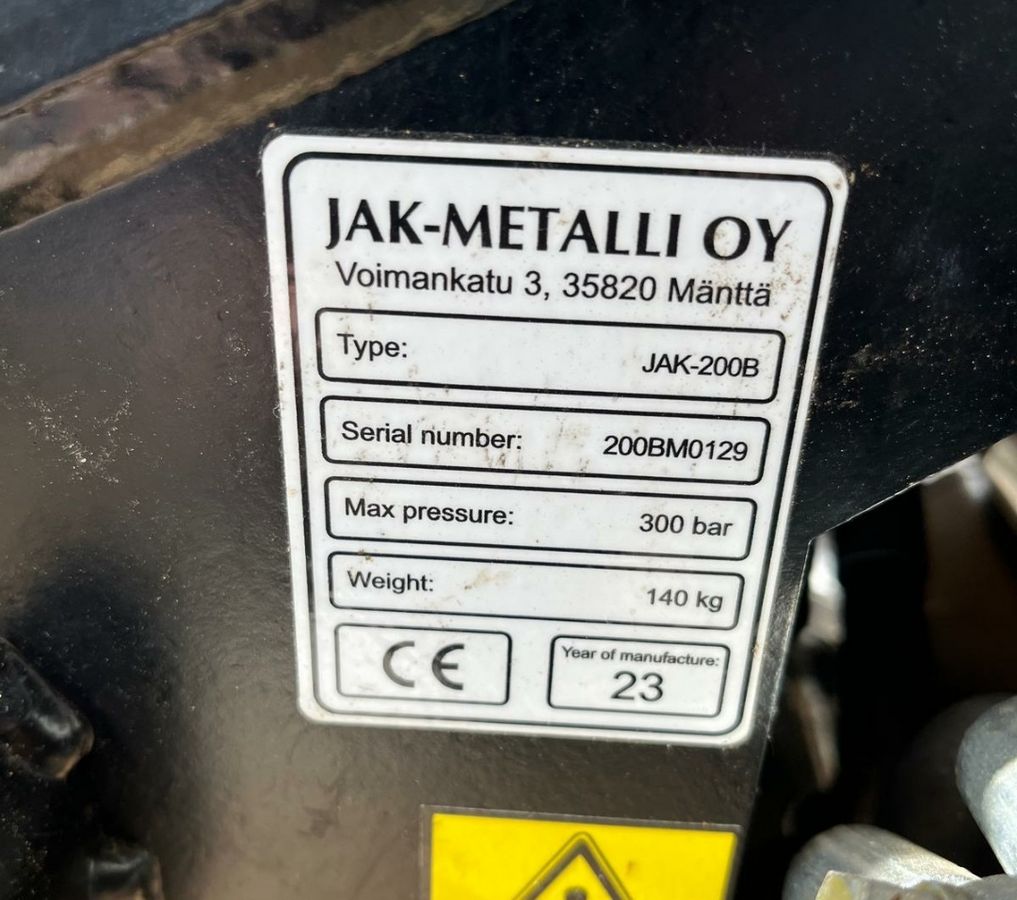 JAK-METALLI OY
Voimankatu 3, 35820 Mänttä
Type: JAK-200B
Serial number: 200BM0129
Max pressure: 300 bar
Weight: 140 kg
CE
Year of manufacture:
23